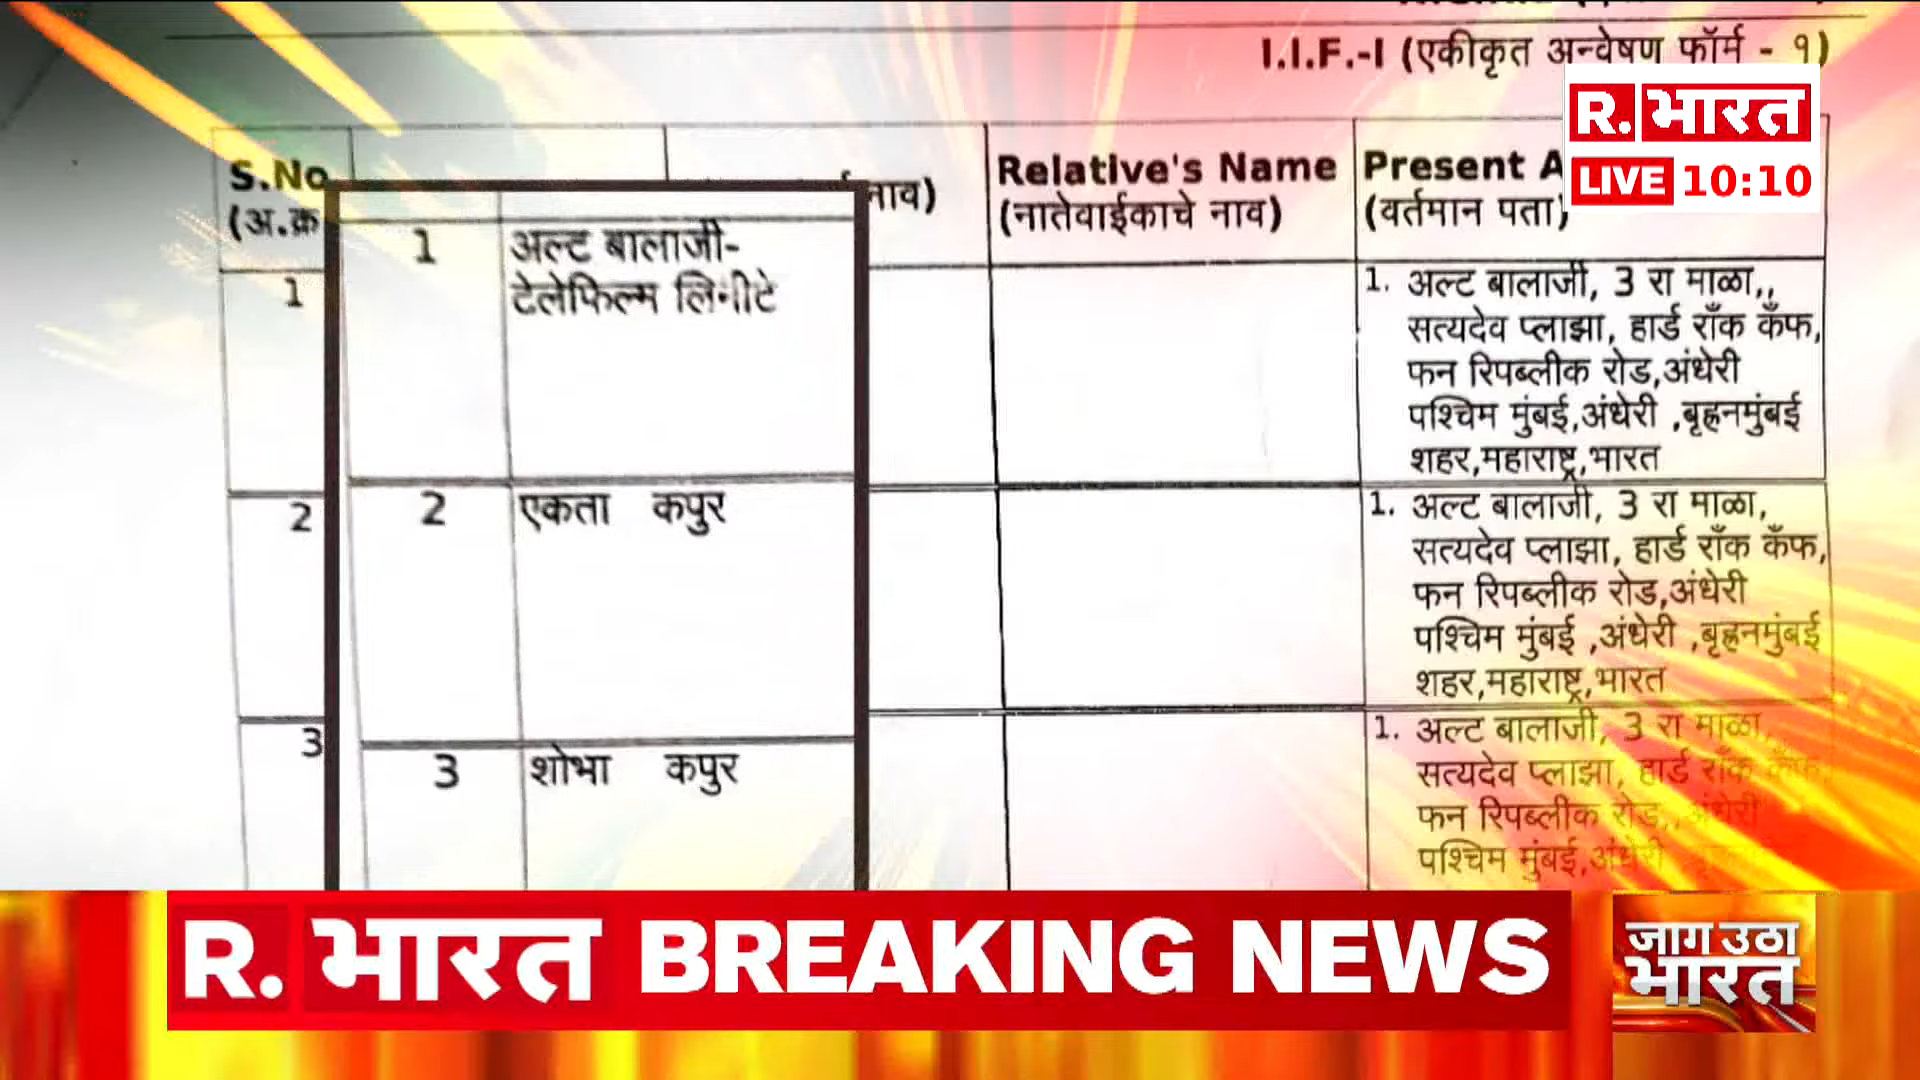 I.I.F.-I (एकीकृत अन्वेषण फॉर्म - १)
R. भारत
LIVE 10:10
S.No
(अ.क्र
नाव)
Relative's Name
(नातेवाईकाचे नाव)
Present A
(वर्तमान पता)
1
1
अल्ट बालाजी-
टेलेफिल्म लिमीटे
1. अल्ट बालाजी, 3 रा माळा,,
सत्यदेव प्लाझा, हार्ड रॉंक कॅंफ,
फन रिपब्लीक रोड,अंधेरी
पश्चिम मुंबई,अंधेरी ,बृह्नमुंबई
शहर,महाराष्ट्र,भारत
2
2
एकता कपुर
1. अल्ट बालाजी, 3 रा माळा,
सत्यदेव प्लाझा, हार्ड रॉंक कॅंफ,
फन रिपब्लीक रोड,अंधेरी
पश्चिम मुंबई ,अंधेरी ,बृह्नमुंबई
शहर,महाराष्ट्र,भारत
3
3
शोभा कपुर
1. अल्ट बालाजी, 3 रा माळा,
सत्यदेव प्लाझा, हार्ड रॉंक कॅंफ,
फन रिपब्लीक रोड,,अंधेरी
पश्चिम मुंबई,अंधेरी
R. भारत BREAKING NEWS
जाग उठा
भारत